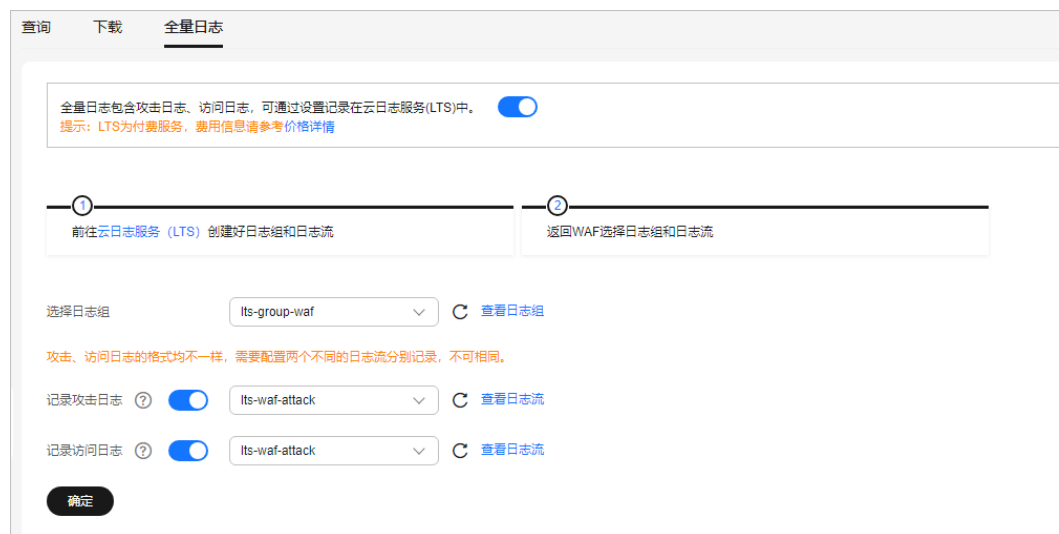 查询 下载 全量日志
全量日志包含攻击日志、访问日志，可通过设置记录在云日志服务(LTS)中。
提示：LTS为付费服务，费用信息请参考价格详情
1
前往云日志服务（LTS）创建好日志组和日志流
2
返回WAF选择日志组和日志流
选择日志组 lts-group-waf 查看日志组
攻击、访问日志的格式均不一样，需要配置两个不同的日志流分别记录，不可相同。
记录攻击日志 ? lts-waf-attack 查看日志流
记录访问日志 ? lts-waf-attack 查看日志流
确定